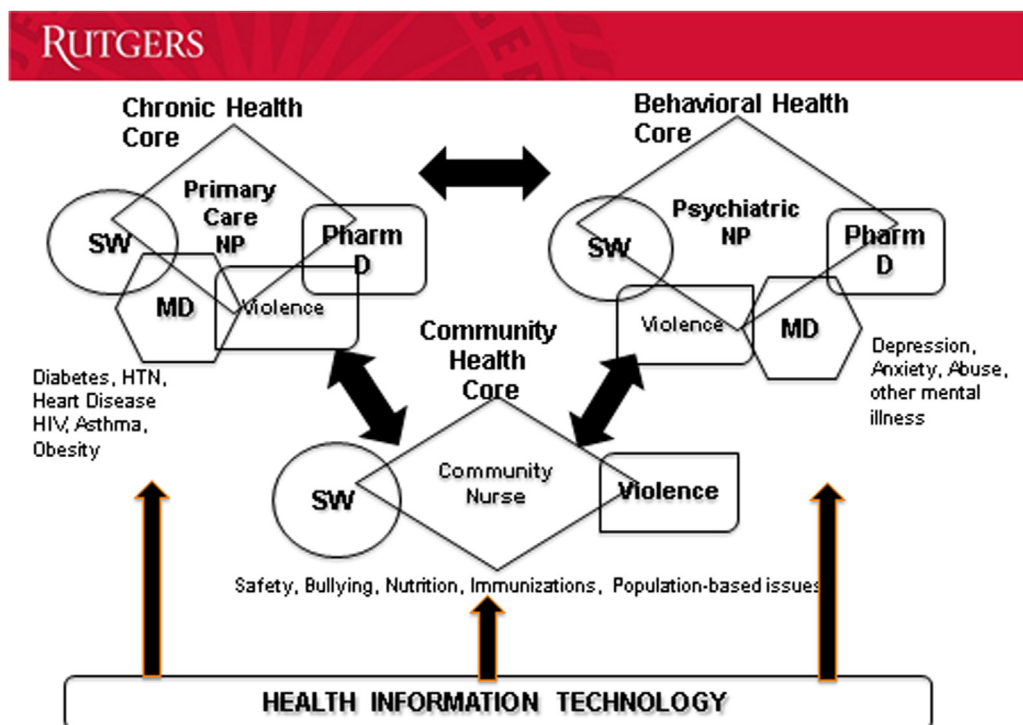 RUTGERS
Chronic Health
Core
Primary
Care
NP
SW
Pharm
D
MD
Violence
Diabetes, HTN,
Heart Disease
HIV, Asthma,
Obesity
Behavioral Health
Core
Psychiatric
NP
SW
Pharm
D
Violence
MD
Depression,
Anxiety, Abuse,
other mental
illness
Community
Health
Core
Community
Nurse
SW
Violence
Safety, Bullying, Nutrition, Immunizations, Population-based issues
HEALTH INFORMATION TECHNOLOGY